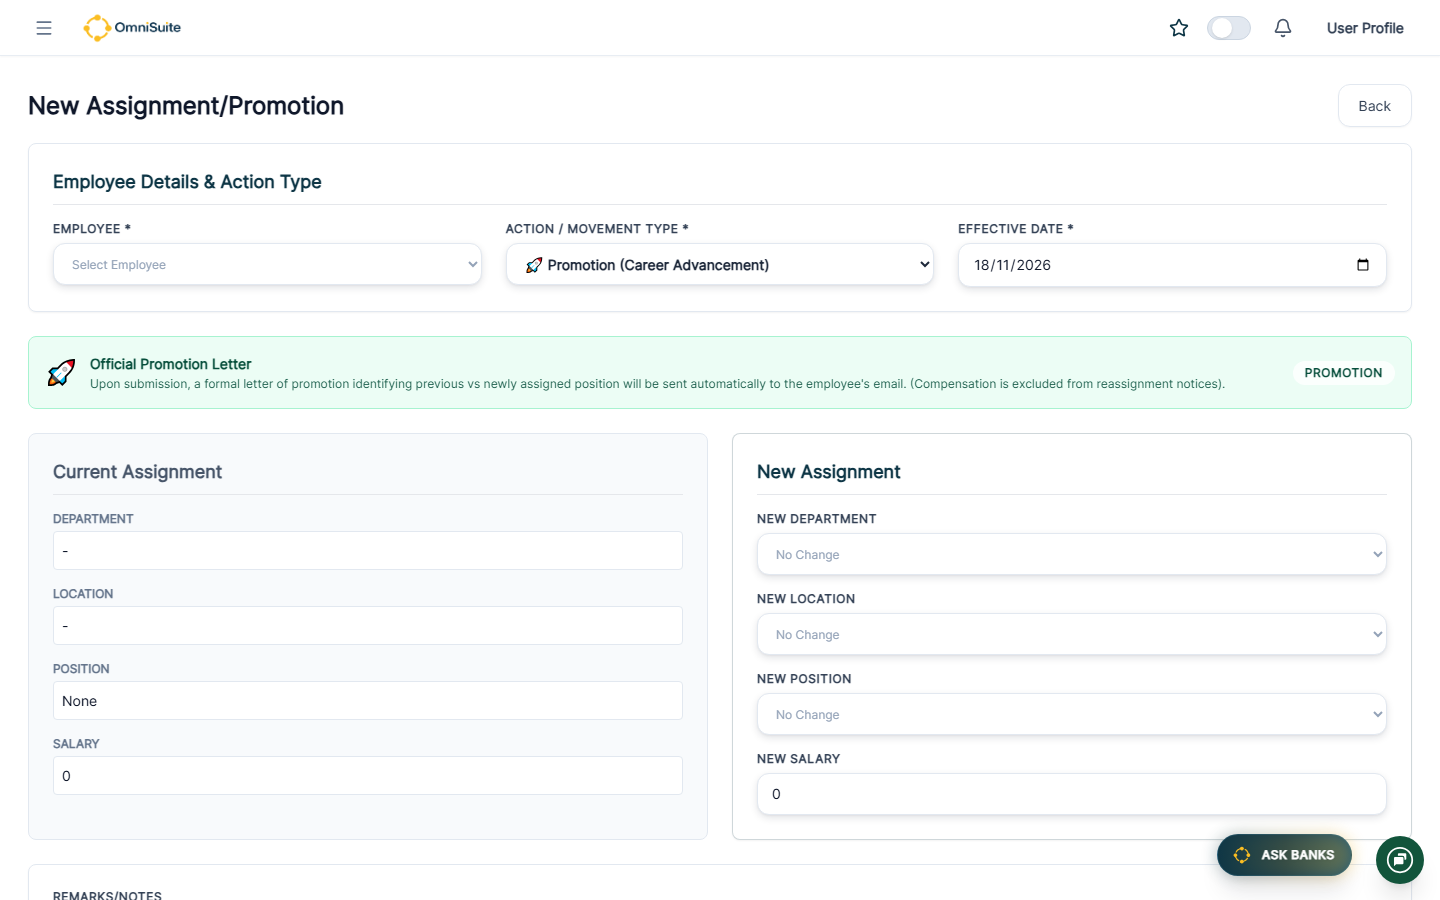 OmniSuite
User Profile
New Assignment/Promotion
Back
Employee Details & Action Type
EMPLOYEE *
ACTION / MOVEMENT TYPE *
EFFECTIVE DATE *
Select Employee
🚀 Promotion (Career Advancement)
18/11/2026
Official Promotion Letter
Upon submission, a formal letter of promotion identifying previous vs newly assigned position will be sent automatically to the employee's email. (Compensation is excluded from reassignment notices).
PROMOTION
Current Assignment
DEPARTMENT
-
LOCATION
-
POSITION
None
SALARY
0
New Assignment
NEW DEPARTMENT
No Change
NEW LOCATION
No Change
NEW POSITION
No Change
NEW SALARY
0
ASK BANKS
REMARKS/NOTES